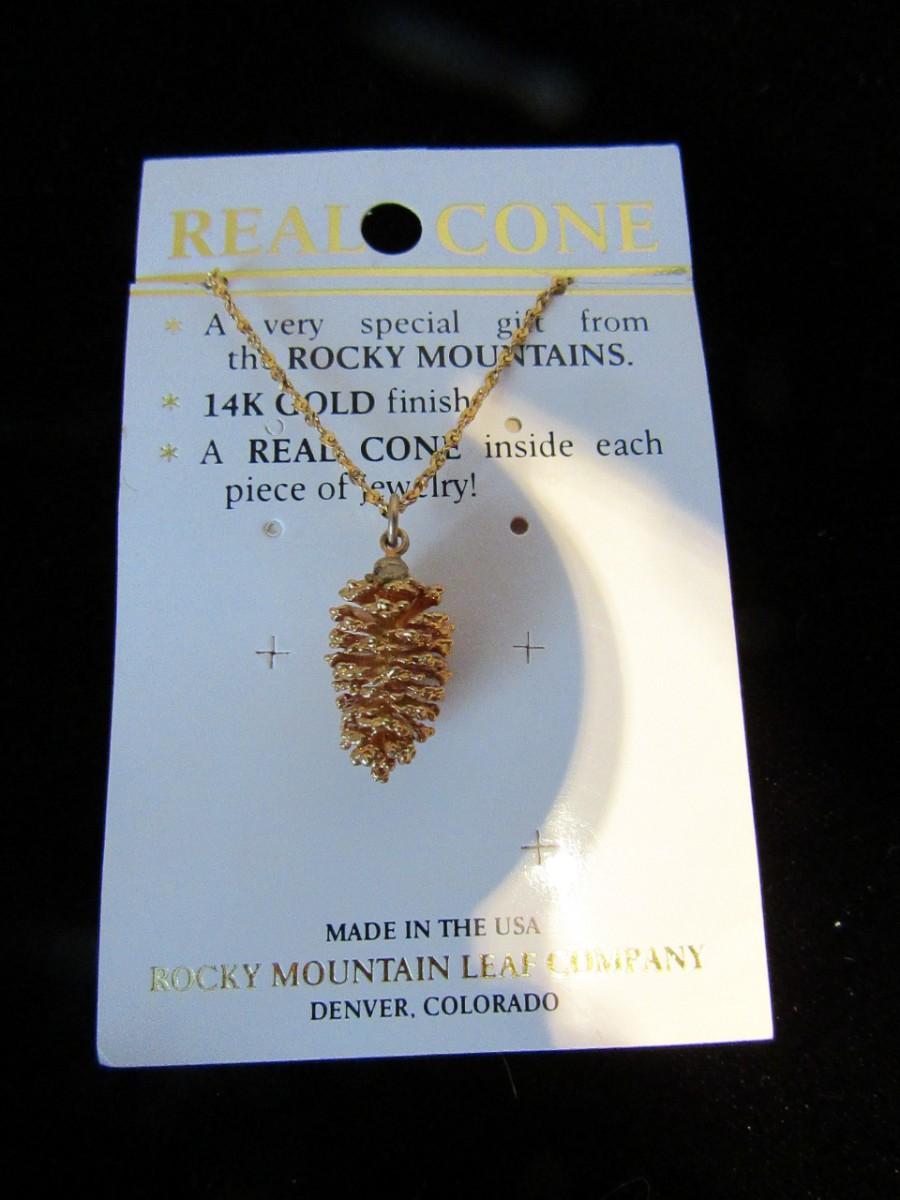 REAL CONE
* A very special gift from
the ROCKY MOUNTAINS.
* 14K GOLD finish
* A REAL CONE inside each
piece of jewelry!
MADE IN THE USA
ROCKY MOUNTAIN LEAF COMPANY
DENVER, COLORADO